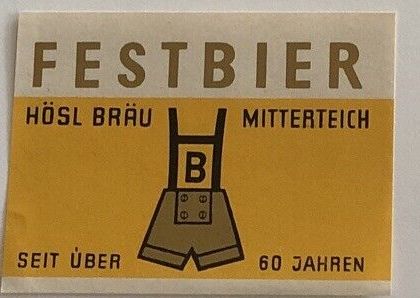 FESTBIER
HÖSL BRÄU MITTERTEICH
B
SEIT ÜBER 60 JAHREN